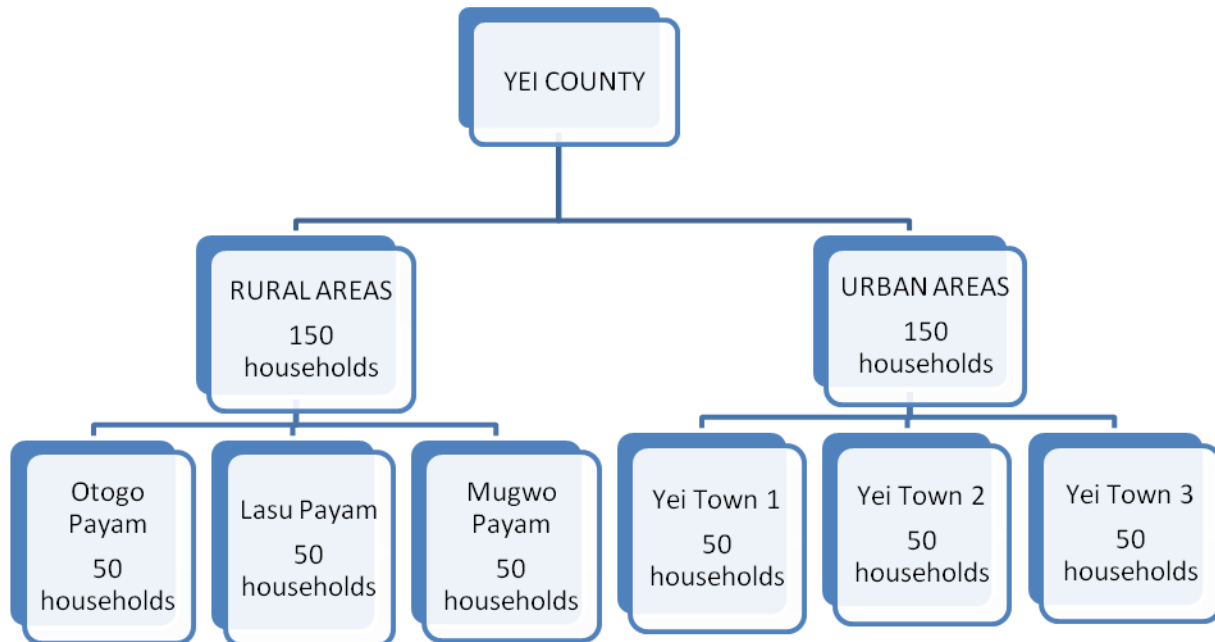 YEI COUNTY
RURAL AREAS
150
households
URBAN AREAS
150
households
Otogo
Payam
50
households
Lasu Payam
50
households
Mugwo
Payam
50
households
Yei Town 1
50
households
Yei Town 2
50
households
Yei Town 3
50
households